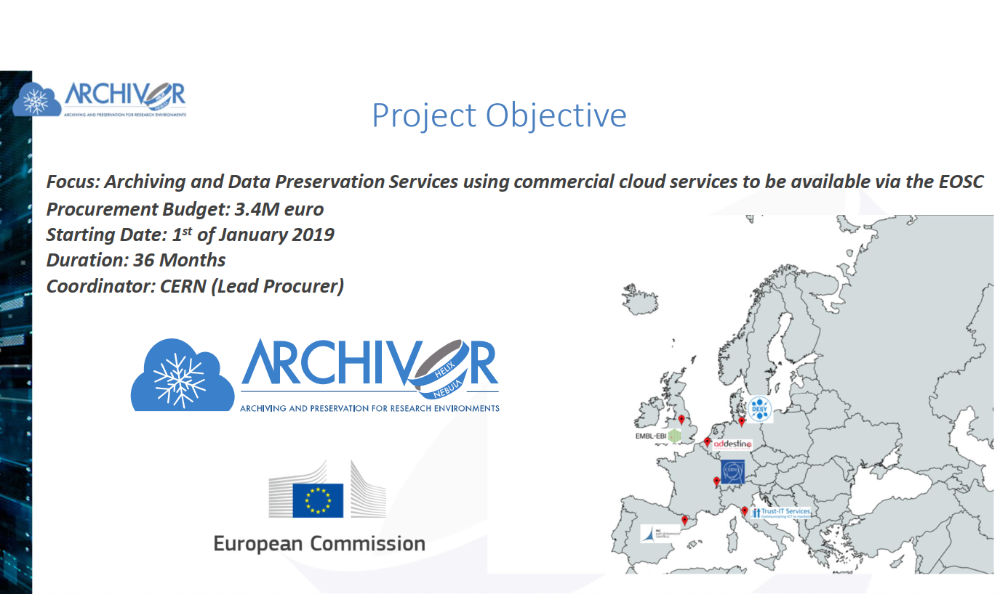 ARCHIVER
HELIX
NEBULA
ARCHIVING AND PRESERVATION FOR RESEARCH ENVIRONMENTS
Project Objective
Focus: Archiving and Data Preservation Services using commercial cloud services to be available via the EOSC
Procurement Budget: 3.4M euro
Starting Date: 1st of January 2019
Duration: 36 Months
Coordinator: CERN (Lead Procurer)
ARCHIVER
HELIX
NEBULA
ARCHIVING AND PRESERVATION FOR RESEARCH ENVIRONMENTS
European Commission
DESY
EMBL-EBI
addestino
CERN
Trust-IT Services
Communicating ICT to markets
PIC
port d'informació
científica